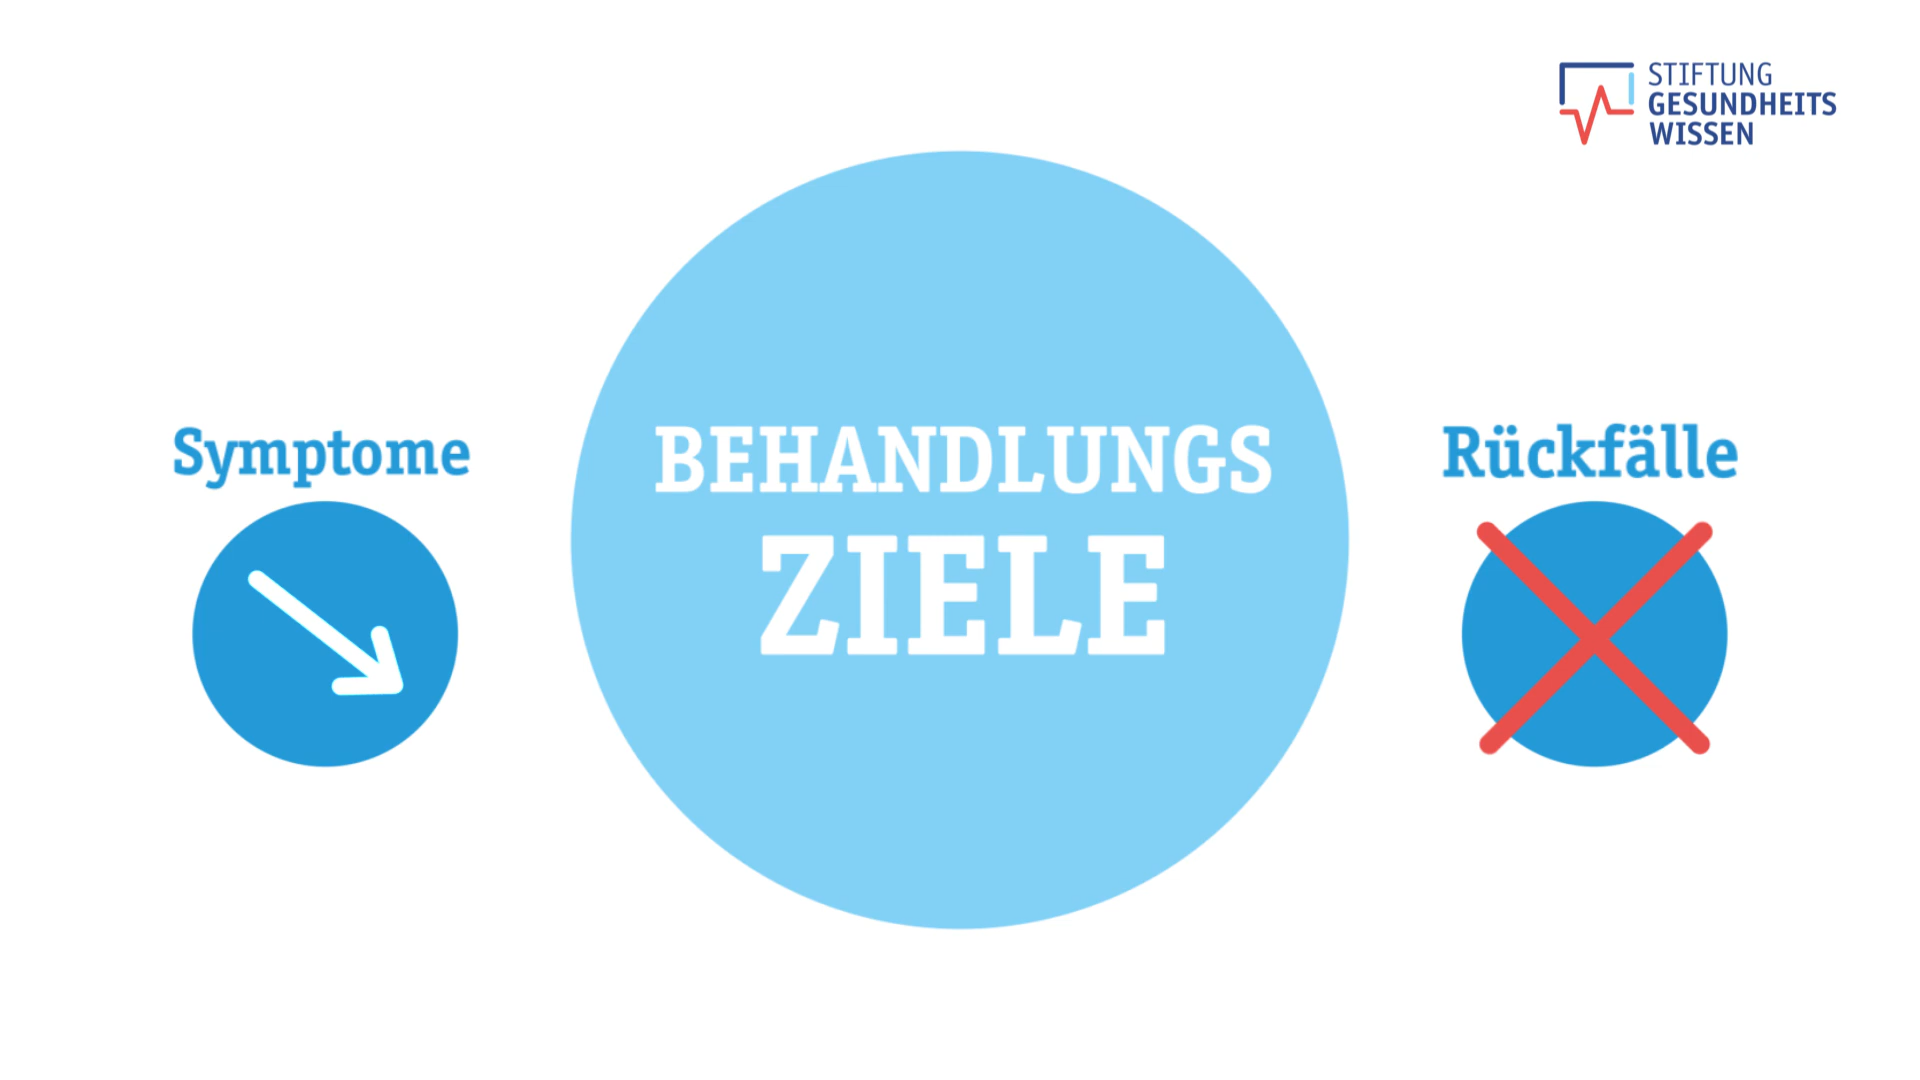 STIFTUNG
GESUNDHEITS
WISSEN
Symptome
BEHANDLUNGS
ZIELE
Rückfälle